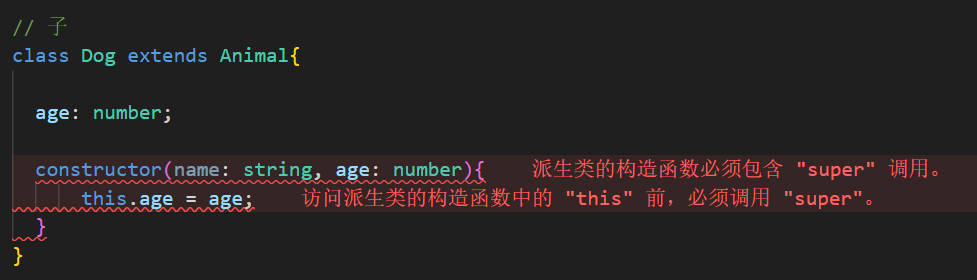 // 子
class Dog extends Animal{
age: number;
constructor(name: string, age: number){ 派生类的构造函数必须包含 "super" 调用。
this.age = age; 访问派生类的构造函数中的 "this" 前，必须调用 "super"。
}
}